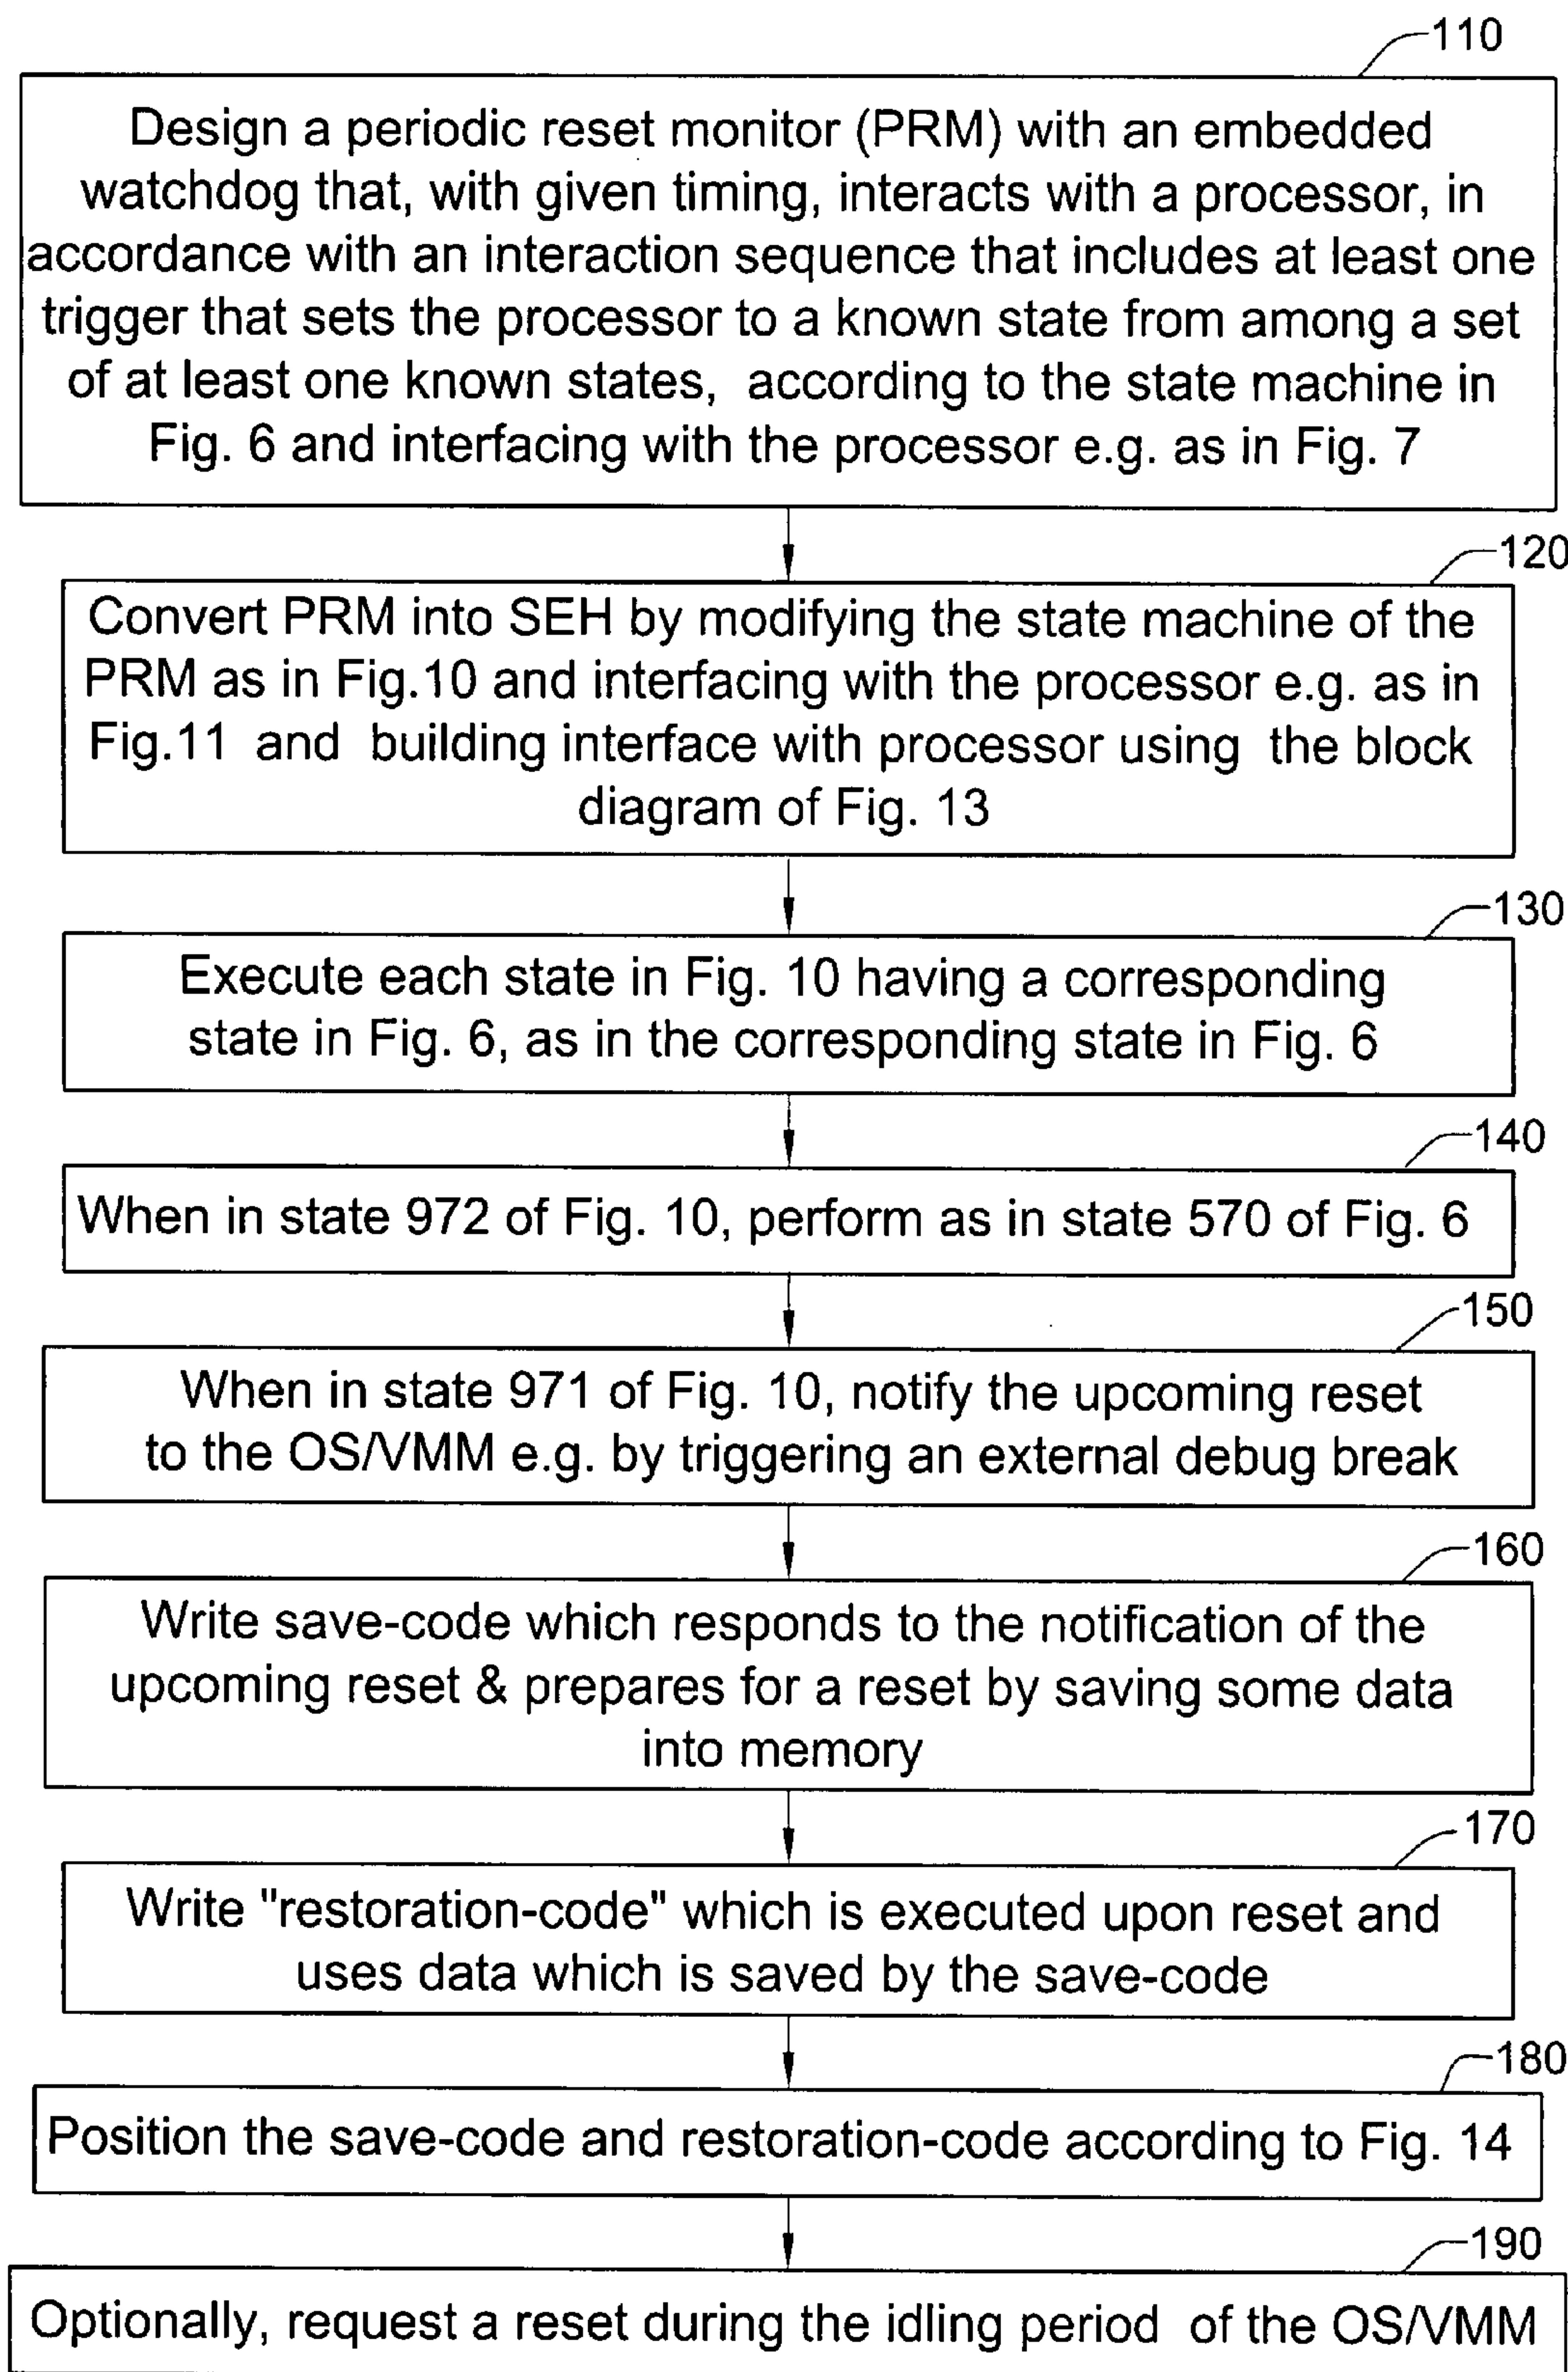 110
Design a periodic reset monitor (PRM) with an embedded
watchdog that, with given timing, interacts with a processor, in
accordance with an interaction sequence that includes at least one
trigger that sets the processor to a known state from among a set
of at least one known states, according to the state machine in
Fig. 6 and interfacing with the processor e.g. as in Fig. 7
120
Convert PRM into SEH by modifying the state machine of the
PRM as in Fig.10 and interfacing with the processor e.g. as in
Fig.11 and building interface with processor using the block
diagram of Fig. 13
130
Execute each state in Fig. 10 having a corresponding
state in Fig. 6, as in the corresponding state in Fig. 6
140
When in state 972 of Fig. 10, perform as in state 570 of Fig. 6
150
When in state 971 of Fig. 10, notify the upcoming reset
to the OS/VMM e.g. by triggering an external debug break
160
Write save-code which responds to the notification of the
upcoming reset & prepares for a reset by saving some data
into memory
170
Write "restoration-code" which is executed upon reset and
uses data which is saved by the save-code
180
Position the save-code and restoration-code according to Fig. 14
190
Optionally, request a reset during the idling period of the OS/VMM